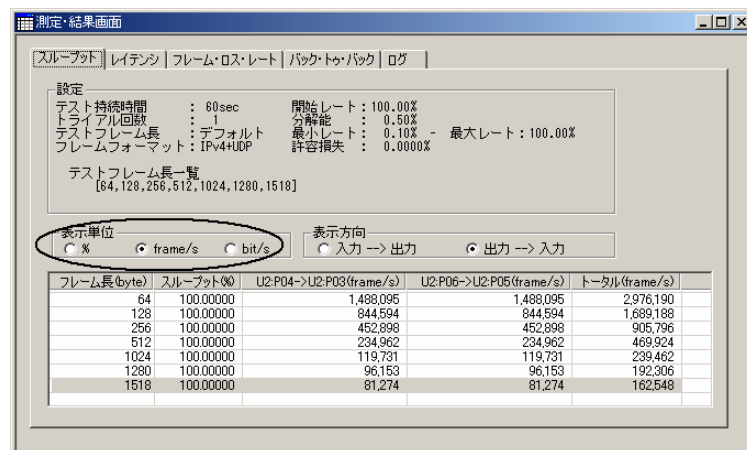 測定・結果画面
スループット レイテンシ フレーム・ロス・レート バック・トゥ・バック ログ
設定
テスト持続時間 : 60sec 開始レート:100.00%
トライアル回数 : 1 分解能 : 0.50%
テストフレーム長 :デフォルト 最小レート: 0.10% - 最大レート:100.00%
フレームフォーマット:IPv4+UDP 許容損失 : 0.0000%
テストフレーム長一覧
[64,128,256,512,1024,1280,1518]
表示単位 表示方向
% frame/s bit/s 入力 --> 出力 出力 --> 入力
フレーム長(byte) スループット(%) U2:P04->U2:P03(frame/s) U2:P06->U2:P05(frame/s) トータル(frame/s)
64 100.00000 1,488,095 1,488,095 2,976,190
128 100.00000 844,594 844,594 1,689,188
256 100.00000 452,898 452,898 905,796
512 100.00000 234,962 234,962 469,924
1024 100.00000 119,731 119,731 239,462
1280 100.00000 96,153 96,153 192,306
1518 100.00000 81,274 81,274 162,548